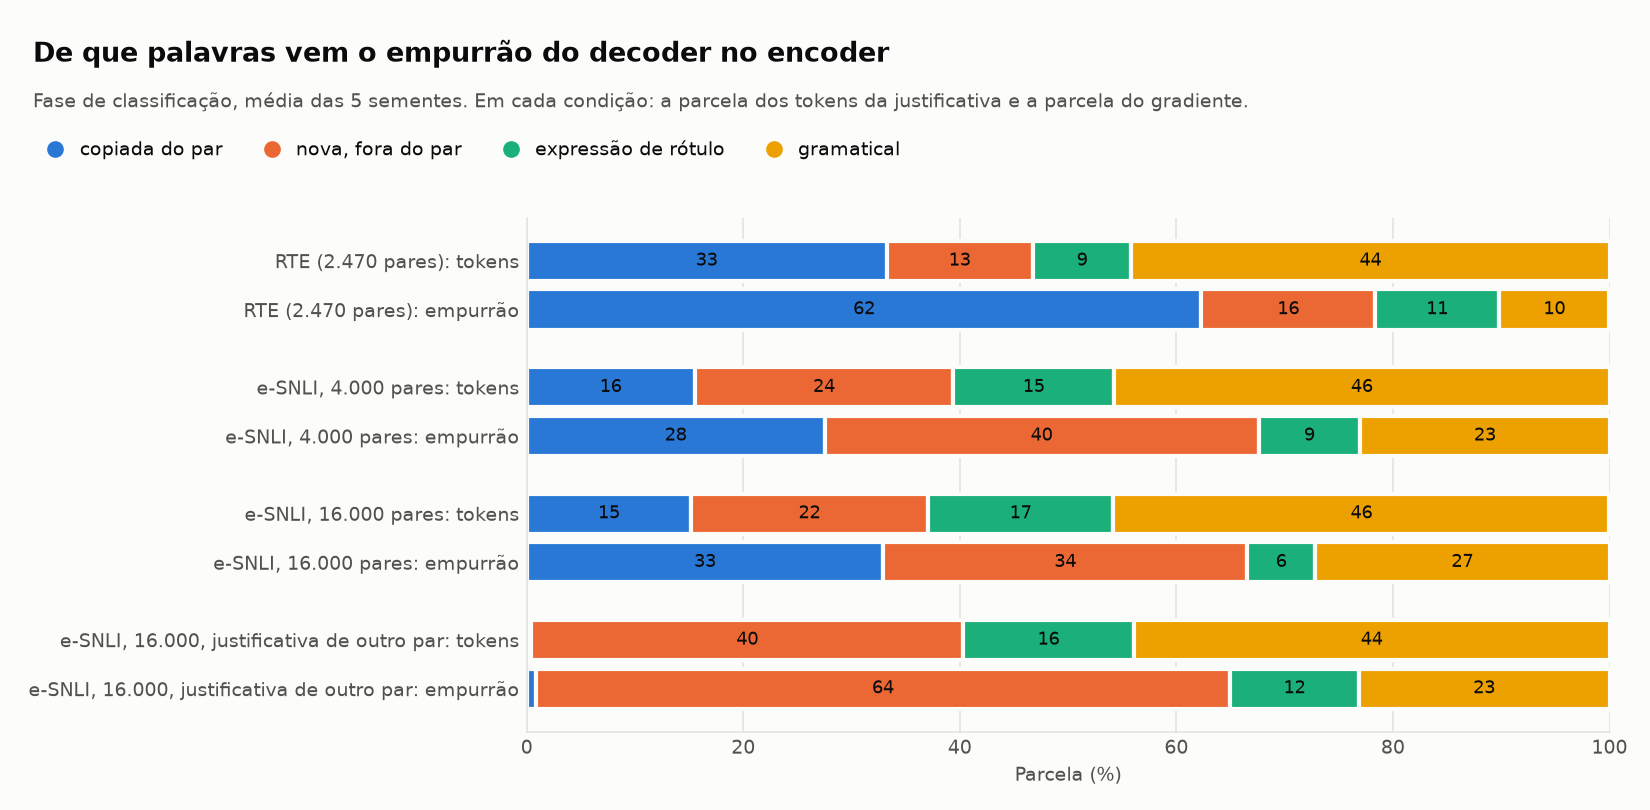 De que palavras vem o empurrão do decoder no encoder
Fase de classificação, média das 5 sementes. Em cada condição: a parcela dos tokens da justificativa e a parcela do gradiente.
copiada do par nova, fora do par expressão de rótulo gramatical
RTE (2.470 pares): tokens 33 13 9 44
RTE (2.470 pares): empurrão 62 16 11 10
e-SNLI, 4.000 pares: tokens 16 24 15 46
e-SNLI, 4.000 pares: empurrão 28 40 9 23
e-SNLI, 16.000 pares: tokens 15 22 17 46
e-SNLI, 16.000 pares: empurrão 33 34 6 27
e-SNLI, 16.000, justificativa de outro par: tokens 40 16 44
e-SNLI, 16.000, justificativa de outro par: empurrão 64 12 23
0 20 40 60 80 100
Parcela (%)